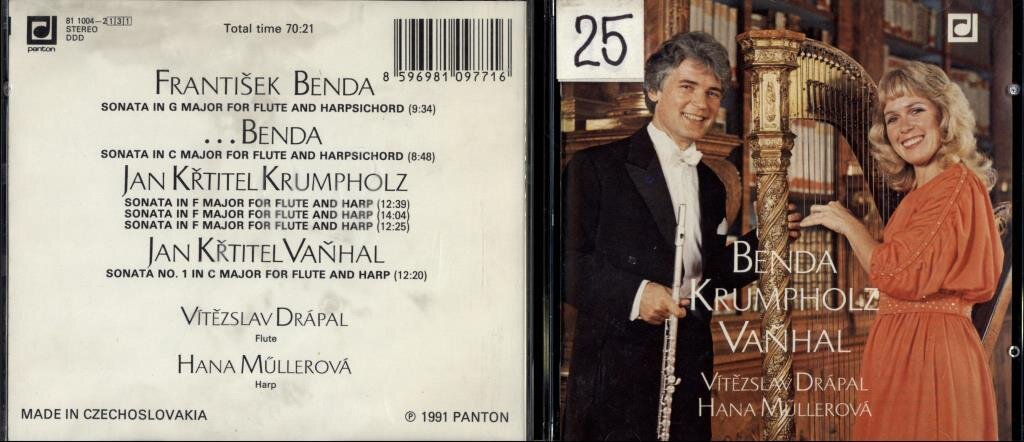 panton
81 1004-2 131
STEREO
DDD
Total time 70:21
8 596981 097716
FRANTIŠEK BENDA
SONATA IN G MAJOR FOR FLUTE AND HARPSICHORD (9:34)
...BENDA
SONATA IN C MAJOR FOR FLUTE AND HARPSICHORD (8:48)
JAN KŘTITEL KRUMPHOLZ
SONATA IN F MAJOR FOR FLUTE AND HARP (12:39)
SONATA IN F MAJOR FOR FLUTE AND HARP (14:04)
SONATA IN F MAJOR FOR FLUTE AND HARP (12:25)
JAN KŘTITEL VAŇHAL
SONATA NO. 1 IN C MAJOR FOR FLUTE AND HARP (12:20)
VÍTĚZSLAV DRÁPAL
Flute
HANA MŰLLEROVÁ
Harp
MADE IN CZECHOSLOVAKIA
Ⓟ 1991 PANTON
25
BENDA
KRUMPHOLZ
VAŇHAL
VÍTĚZSLAV DRÁPAL
HANA MŰLLEROVÁ